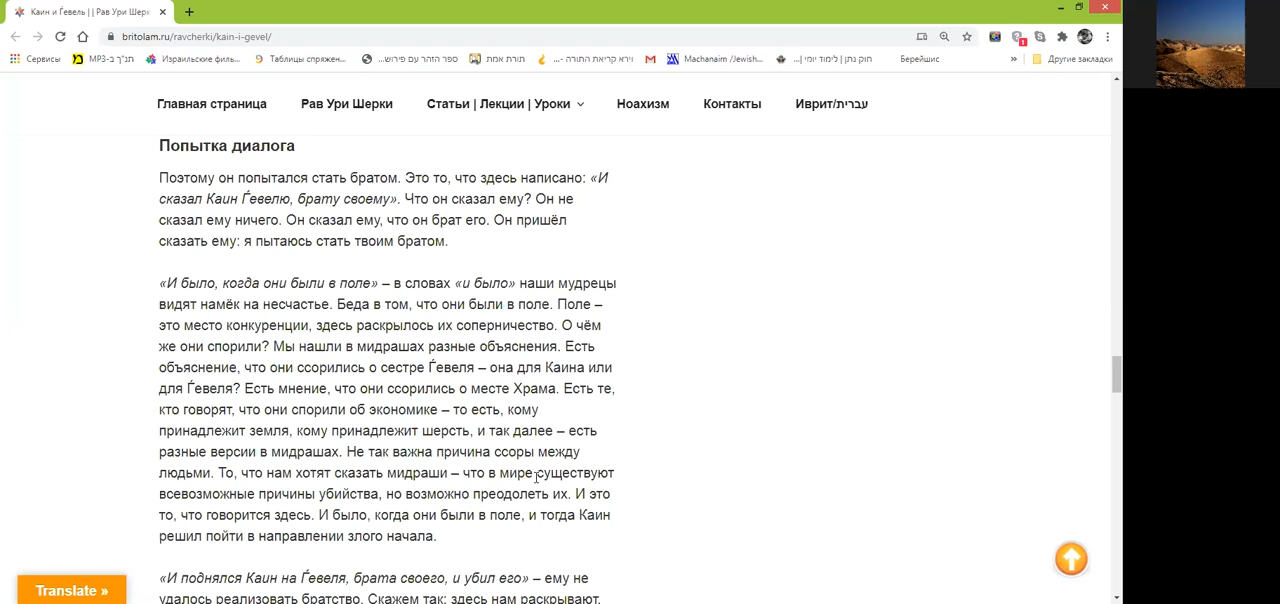 Каин и Ѓевель | | Рав Ури Шерк
britolam.ru/ravcherki/kain-i-gevel/
Сервисы
תנ"ך ב-MP3
Израильские филь...
Таблицы спряжен...
ספר הזהר עם פירוש...
תורת אמת
וירא קריאת התורה -...
Machanaim /Jewish...
חוק נתן | לימוד יומי |...
Берейшис
»
Другие закладки
Главная страница
Рав Ури Шерки
Статьи | Лекции | Уроки
Ноахизм
Контакты
Иврит/עברית
Попытка диалога
Поэтому он попытался стать братом. Это то, что здесь написано: «И
сказал Каин Ѓевелю, брату своему». Что он сказал ему? Он не
сказал ему ничего. Он сказал ему, что он брат его. Он пришёл
сказать ему: я пытаюсь стать твоим братом.
«И было, когда они были в поле» – в словах «и было» наши мудрецы
видят намёк на несчастье. Беда в том, что они были в поле. Поле –
это место конкуренции, здесь раскрылось их соперничество. О чём
же они спорили? Мы нашли в мидрашах разные объяснения. Есть
объяснение, что они ссорились о сестре Ѓевеля – она для Каина или
для Ѓевеля? Есть мнение, что они ссорились о месте Храма. Есть те,
кто говорят, что они спорили об экономике – то есть, кому
принадлежит земля, кому принадлежит шерсть, и так далее – есть
разные версии в мидрашах. Не так важна причина ссоры между
людьми. То, что нам хотят сказать мидраши – что в мире существуют
всевозможные причины убийства, но возможно преодолеть их. И это
то, что говорится здесь. И было, когда они были в поле, и тогда Каин
решил пойти в направлении злого начала.
«И поднялся Каин на Ѓевеля, брата своего, и убил его» – ему не
удалось реализовать братство. Скажем так: здесь нам раскрывают,
Translate »